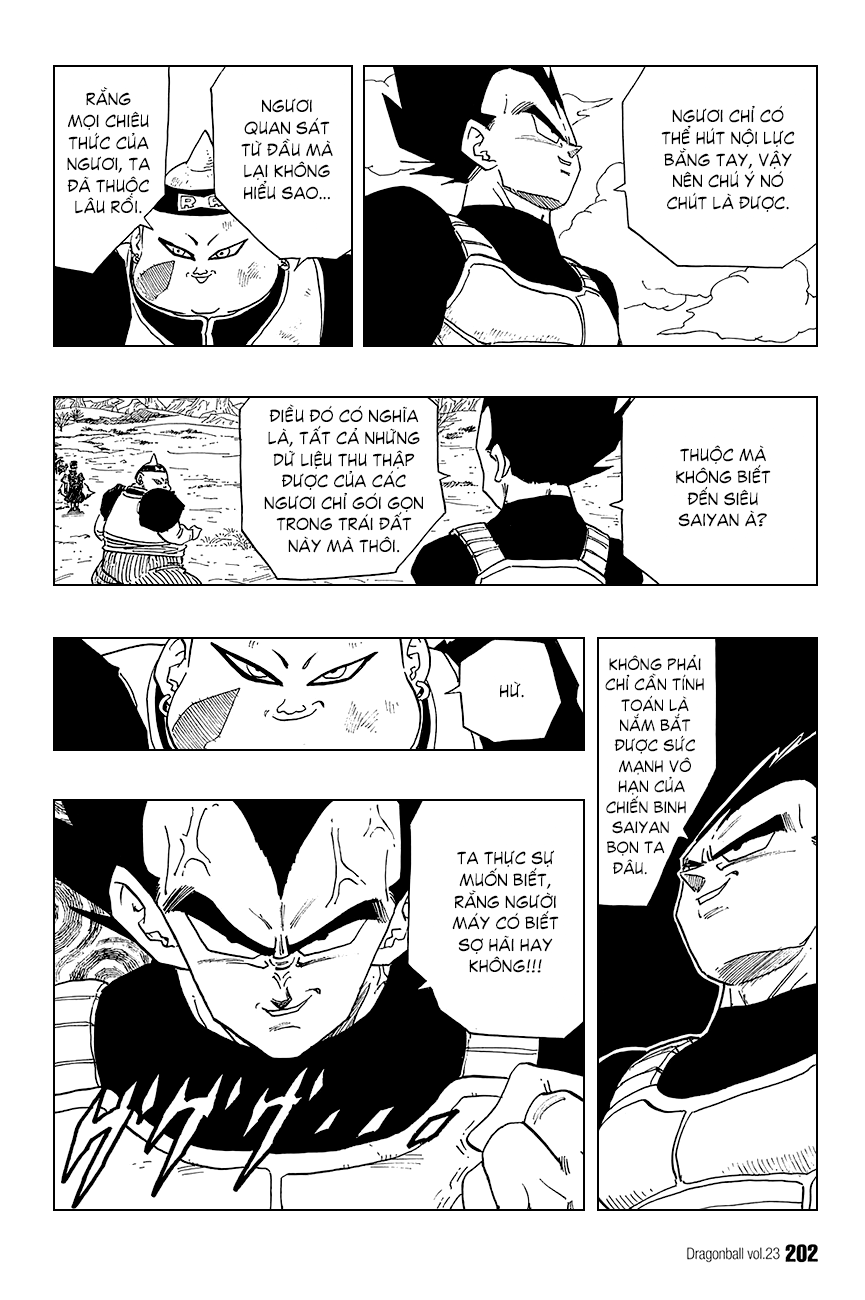 NGƯƠI CHỈ CÓ
THỂ HÚT NỘI LỰC
BẰNG TAY, VẬY
NÊN CHÚ Ý NÓ
CHÚT LÀ ĐƯỢC.
NGƯƠI
QUAN SÁT
TỪ ĐẦU MÀ
LẠI KHÔNG
HIỂU SAO...
RẰNG
MỌI CHIÊU
THỨC CỦA
NGƯƠI, TA
ĐÃ THUỘC
LÂU RỒI.
RR
THUỘC MÀ
KHÔNG BIẾT
ĐẾN SIÊU
SAIYAN À?
ĐIỀU ĐÓ CÓ NGHĨA
LÀ, TẤT CẢ NHỮNG
DỮ LIỆU THU THẬP
ĐƯỢC CỦA CÁC
NGƯƠI CHỈ GÓI GỌN
TRONG TRÁI ĐẤT
NÀY MÀ THÔI.
KHÔNG PHẢI
CHỈ CẦN TÍNH
TOÁN LÀ
NẮM BẮT
ĐƯỢC SỨC
MẠNH VÔ
HẠN CỦA
CHIẾN BINH
SAIYAN
BỌN TA
ĐÂU.
HỪ.
TA THỰC SỰ
MUỐN BIẾT,
RẰNG NGƯỜI
MÁY CÓ BIẾT
SỢ HÃI HAY
KHÔNG!!!
Dragonball vol.23 202